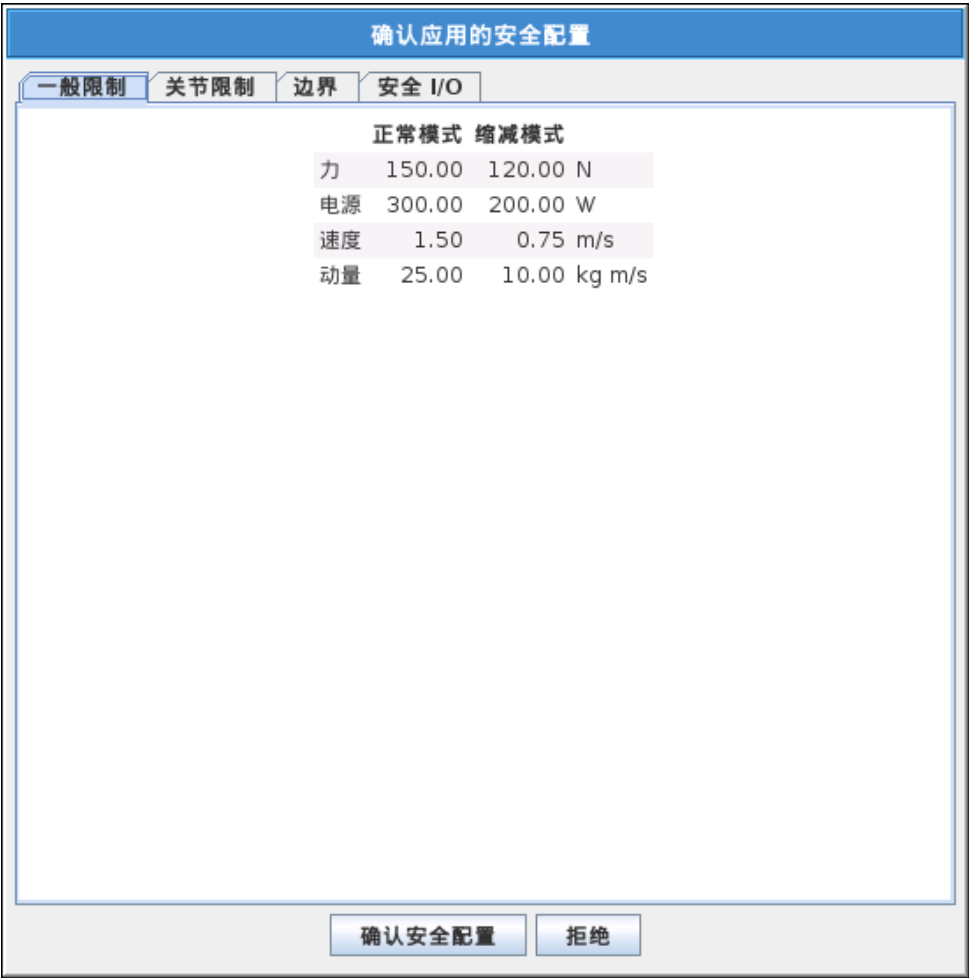 确认应用的安全配置
一般限制 关节限制 边界 安全 I/O
正常模式 缩减模式
力 150.00 120.00 N
电源 300.00 200.00 W
速度 1.50 0.75 m/s
动量 25.00 10.00 kg m/s
确认安全配置 拒绝